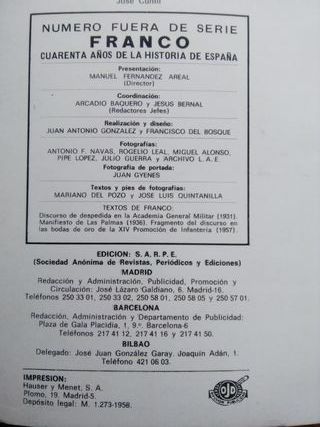 José Comín
NUMERO FUERA DE SERIE
FRANCO
CUARENTA AÑOS DE LA HISTORIA DE ESPAÑA
Presentación:
MANUEL FERNANDEZ AREAL
(Director)
Coordinación:
ARCADIO BAQUERO y JESUS BERNAL
(Redactores Jefes)
Realización y diseño:
JUAN ANTONIO GONZALEZ y FRANCISCO DEL BOSQUE
Fotografías:
ANTONIO F. NAVAS, ROGELIO LEAL, MIGUEL ALONSO,
PIPE LOPEZ, JULIO GUERRA y ARCHIVO L. A. E.
Fotografía de portada:
JUAN GYENES
Textos y pies de fotografías:
MARIANO DEL POZO y JOSE LUIS QUINTANILLA
TEXTOS DE FRANCO:
Discurso de despedida en la Academia General Militar (1931).
Manifiesto de Las Palmas (1936). Fragmento del discurso en
las bodas de oro de la XIV Promoción de Infantería (1957).
EDICION: S. A. R. P. E.
(Sociedad Anónima de Revistas, Periódicos y Ediciones)
MADRID
Redacción y Administración, Publicidad, Promoción y
Circulación: José Lázaro Galdiano, 6. Madrid-16.
Teléfonos 250 33 01, 250 33 02, 250 58 01, 250 58 05 y 250 57 01.
BARCELONA
Redacción, Administración y Departamento de Publicidad:
Plaza de Gala Placidia, 1, 9.º. Barcelona-6
Teléfonos 217 41 12, 217 41 16 y 217 41 50.
BILBAO
Delegado: José Juan González Garay. Joaquín Adán, 1.
Teléfono 421 06 03.
IMPRESION:
Hauser y Menet, S. A.
Plomo, 19. Madrid-5.
Depósito legal: M. 1.273-1958.
OJD